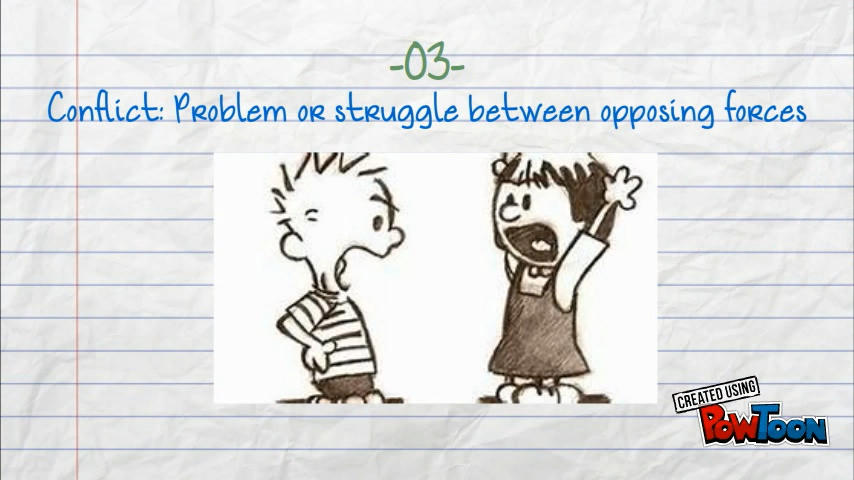 -03-
Conflict: Problem or struggle between opposing forces
CREATED USING
POWTOON